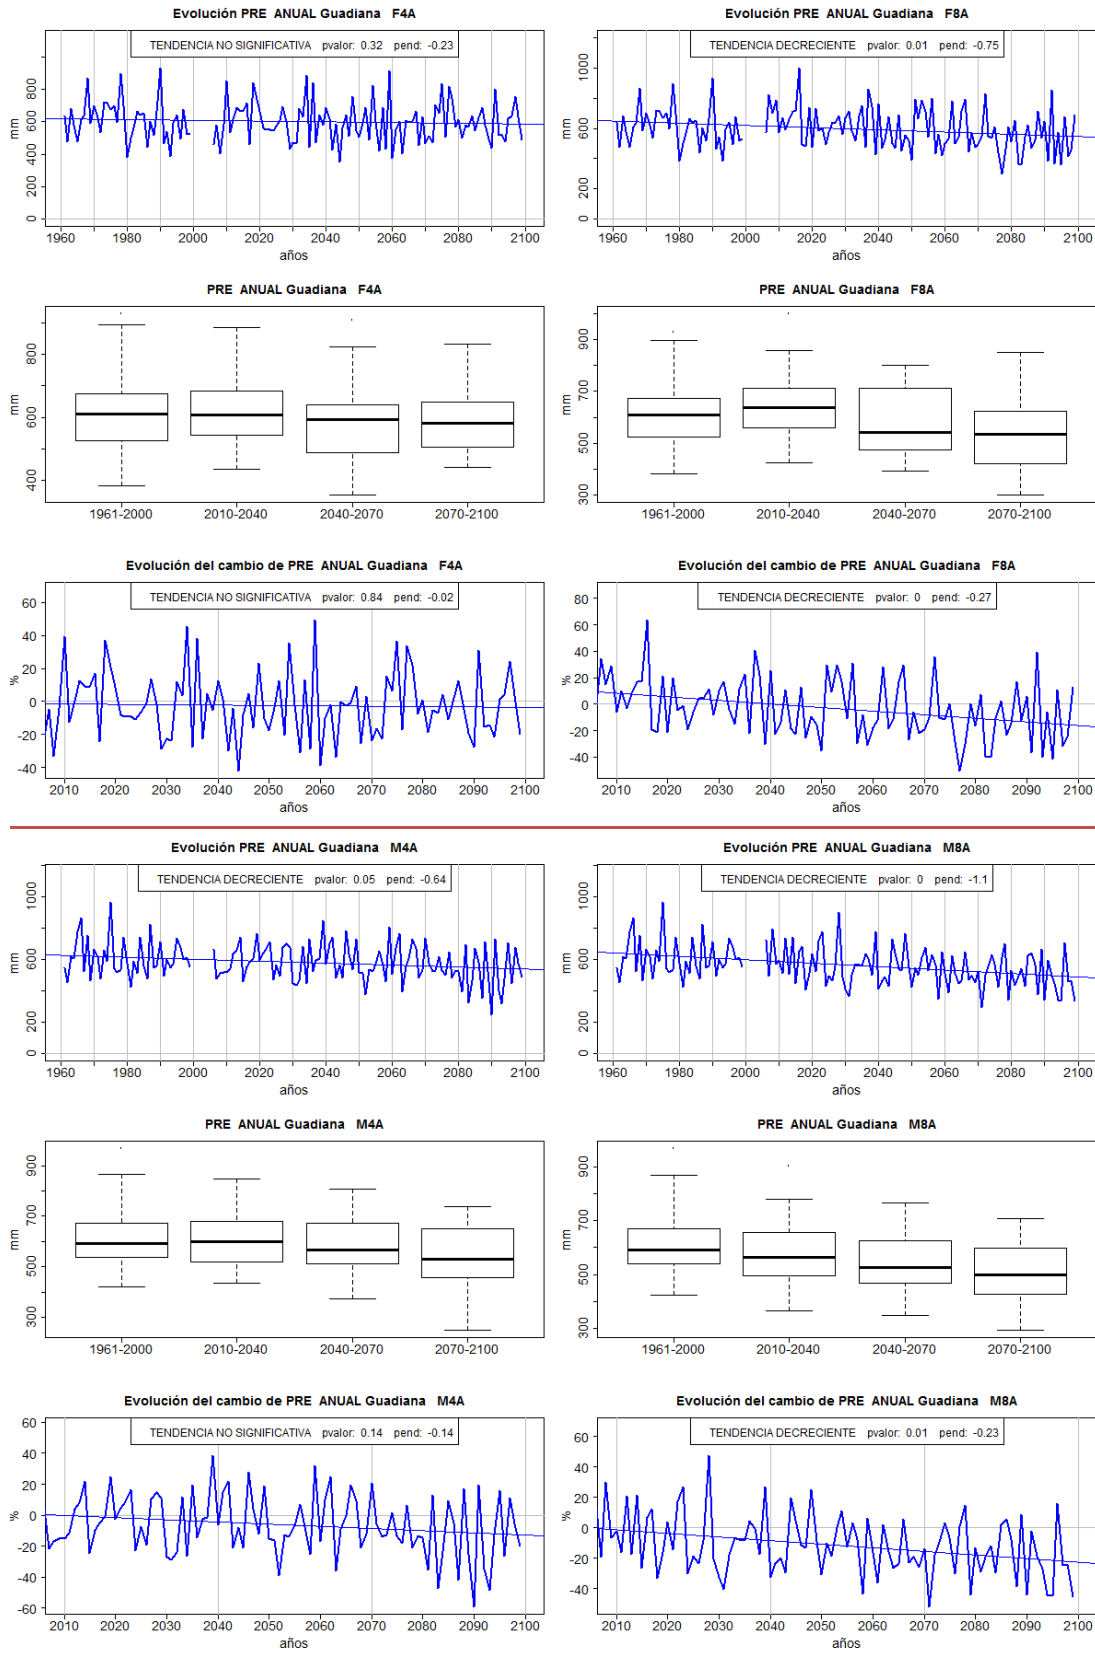 Evolución PRE ANUAL Guadiana F4A
TENDENCIA NO SIGNIFICATIVA pvalor: 0.32 pend: -0.23
mm
0 200 400 600 800
1960 1980 2000 2020 2040 2060 2080 2100
años
Evolución PRE ANUAL Guadiana F8A
TENDENCIA DECRECIENTE pvalor: 0.01 pend: -0.75
mm
0 200 600 1000
1960 1980 2000 2020 2040 2060 2080 2100
años
PRE ANUAL Guadiana F4A
mm
400 600 800
1961-2000 2010-2040 2040-2070 2070-2100
PRE ANUAL Guadiana F8A
mm
300 500 700 900
1961-2000 2010-2040 2040-2070 2070-2100
Evolución del cambio de PRE ANUAL Guadiana F4A
TENDENCIA NO SIGNIFICATIVA pvalor: 0.84 pend: -0.02
%
60
40
20
0
-20
-40
2010 2020 2030 2040 2050 2060 2070 2080 2090 2100
años
Evolución del cambio de PRE ANUAL Guadiana F8A
TENDENCIA DECRECIENTE pvalor: 0 pend: -0.27
%
80
60
40
20
0
-20
-40
2010 2020 2030 2040 2050 2060 2070 2080 2090 2100
años
Evolución PRE ANUAL Guadiana M4A
TENDENCIA DECRECIENTE pvalor: 0.05 pend: -0.64
mm
0 200 600 1000
1960 1980 2000 2020 2040 2060 2080 2100
años
Evolución PRE ANUAL Guadiana M8A
TENDENCIA DECRECIENTE pvalor: 0 pend: -1.1
mm
0 200 600 1000
1960 1980 2000 2020 2040 2060 2080 2100
años
PRE ANUAL Guadiana M4A
mm
300 500 700 900
1961-2000 2010-2040 2040-2070 2070-2100
PRE ANUAL Guadiana M8A
mm
300 500 700 900
1961-2000 2010-2040 2040-2070 2070-2100
Evolución del cambio de PRE ANUAL Guadiana M4A
TENDENCIA NO SIGNIFICATIVA pvalor: 0.14 pend: -0.14
%
60
40
20
0
-20
-40
-60
2010 2020 2030 2040 2050 2060 2070 2080 2090 2100
años
Evolución del cambio de PRE ANUAL Guadiana M8A
TENDENCIA DECRECIENTE pvalor: 0.01 pend: -0.23
%
60
40
20
0
-20
-40
2010 2020 2030 2040 2050 2060 2070 2080 2090 2100
años